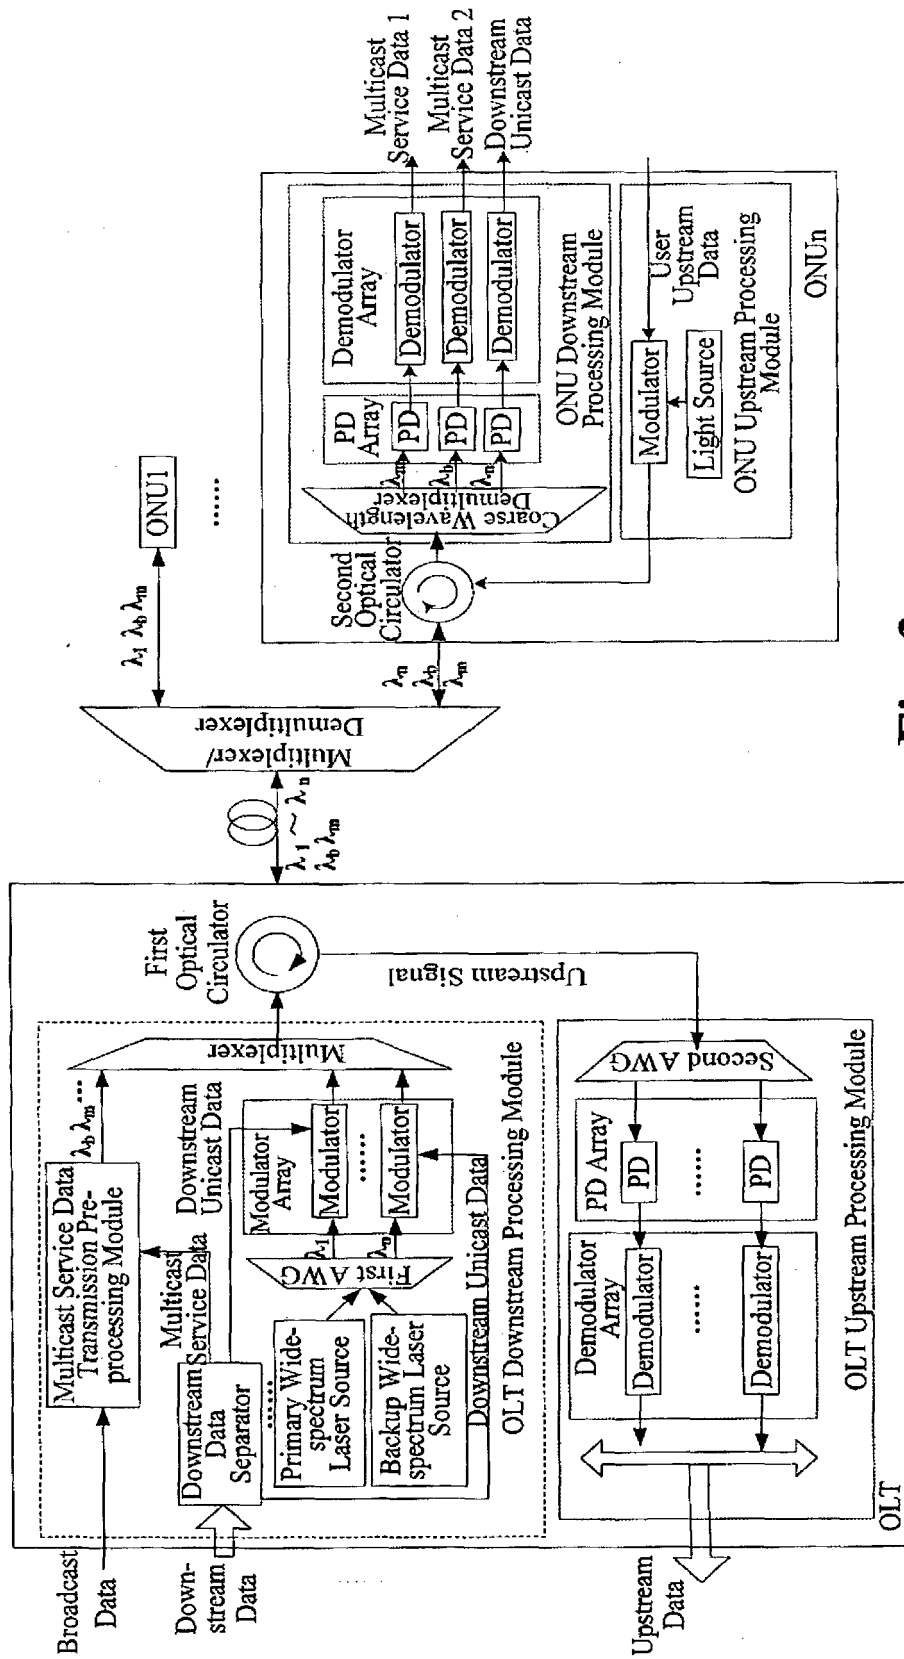 Broadcast
Data
Down-
stream
Data
Multicast Service Data
Transmission Pre-
processing Module
λb λm
......
Multicast
Service Data
Downstream
Data
Separator
......
Primary Wide-
spectrum
Laser Source
Backup Wide-
spectrum Laser
Source
First AWG
λ1
λn
Downstream
Unicast Data
Modulator
Array
Modulator
......
Modulator
Multiplexer
Downstream Unicast Data
OLT Downstream Processing Module
First
Optical
Circulator
Upstream Signal
Second AWG
PD Array
PD
......
PD
Demodulator
Array
Demodulator
......
Demodulator
OLT Upstream Processing Module
OLT
Upstream
Data
λ1 ~ λn
λb λm
Multiplexer/
Demultiplexer
λ1 λb λm
ONU1
......
λn
λb
λm
Second
Optical
Circulator
Coarse Wavelength
Demultiplexer
λm
λb
λn
PD
Array
PD
PD
PD
Demodulator
Array
Demodulator
Demodulator
Demodulator
ONU Downstream
Processing Module
Multicast
Service Data 1
Multicast
Service Data 2
Downstream
Unicast Data
User
Upstream
Data
Modulator
Light Source
ONU Upstream Processing
Module
ONUn